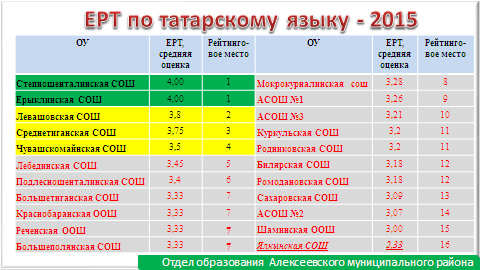 ЕРТ по татарскому языку - 2015
ОУ ЕРТ, средняя оценка Рейтинго-вое место ОУ ЕРТ, средняя оценка Рейтинго-вое место
Степношенталинская СОШ 4,00 1 Мокрокурналинская сош 3,28 8
Ерыклинская СОШ 4,00 1 АСОШ №1 3,26 9
Левашовская СОШ 3,8 2 АСОШ №3 3,21 10
Среднетиганская СОШ 3,75 3 Куркульская СОШ 3,2 11
Чувашскомайнская СОШ 3,5 4 Родниковская СОШ 3,2 11
Лебединская СОШ 3,45 5 Билярская СОШ 3,18 12
Подлесношенталинская СОШ 3,4 6 Ромодановская СОШ 3,18 12
Большетиганская СОШ 3,33 7 Сахаровская СОШ 3,09 13
Краснобаранская ООШ 3,33 7 АСОШ №2 3,07 14
Реченская ООШ 3,33 7 Шаминская ООШ 3,00 15
Большеполянская СОШ 3,33 7 Ялкинская СОШ 2,33 16
Отдел образования Алексеевского муниципального района